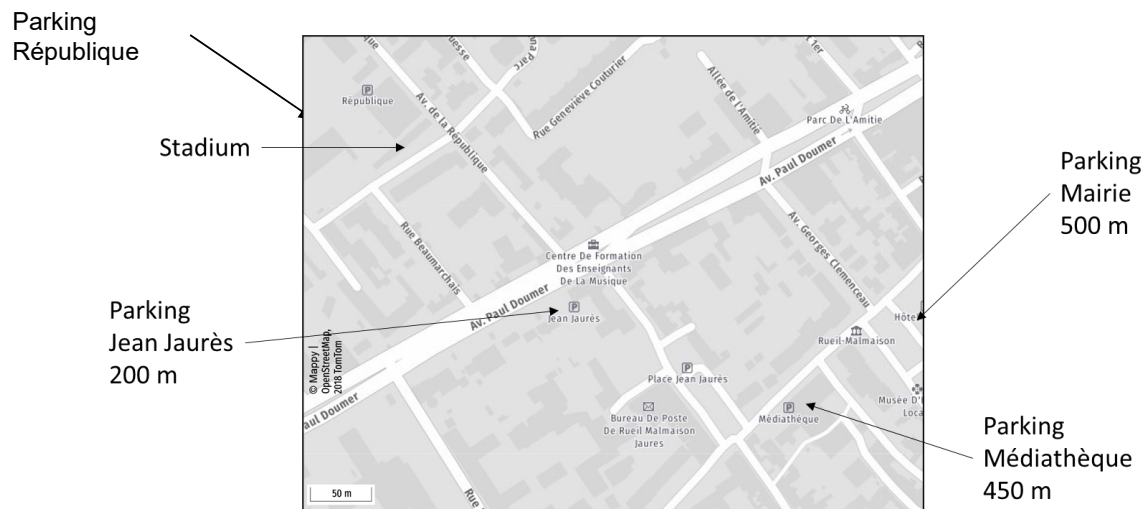 Parking
République
Stadium
Parking
Jean Jaurès
200 m
Parking
Mairie
500 m
Parking
Médiathèque
450 m
P
République
Av. de la République
Rue Geneviève Couturier
Allée de l'Amitié
Parc De L'Amitie
Av. Paul Doumer
Av. Georges Clemenceau
Rue Beaumarchais
Centre De Formation
Des Enseignants
De La Musique
Av. Paul Doumer
P
Jean Jaurès
Rueil-Malmaison
P
Place Jean Jaurès
Bureau De Poste
De Rueil Malmaison
Jaures
P
Médiathèque
© Mappy |
OpenStreetMap,
2018 TomTom
50 m